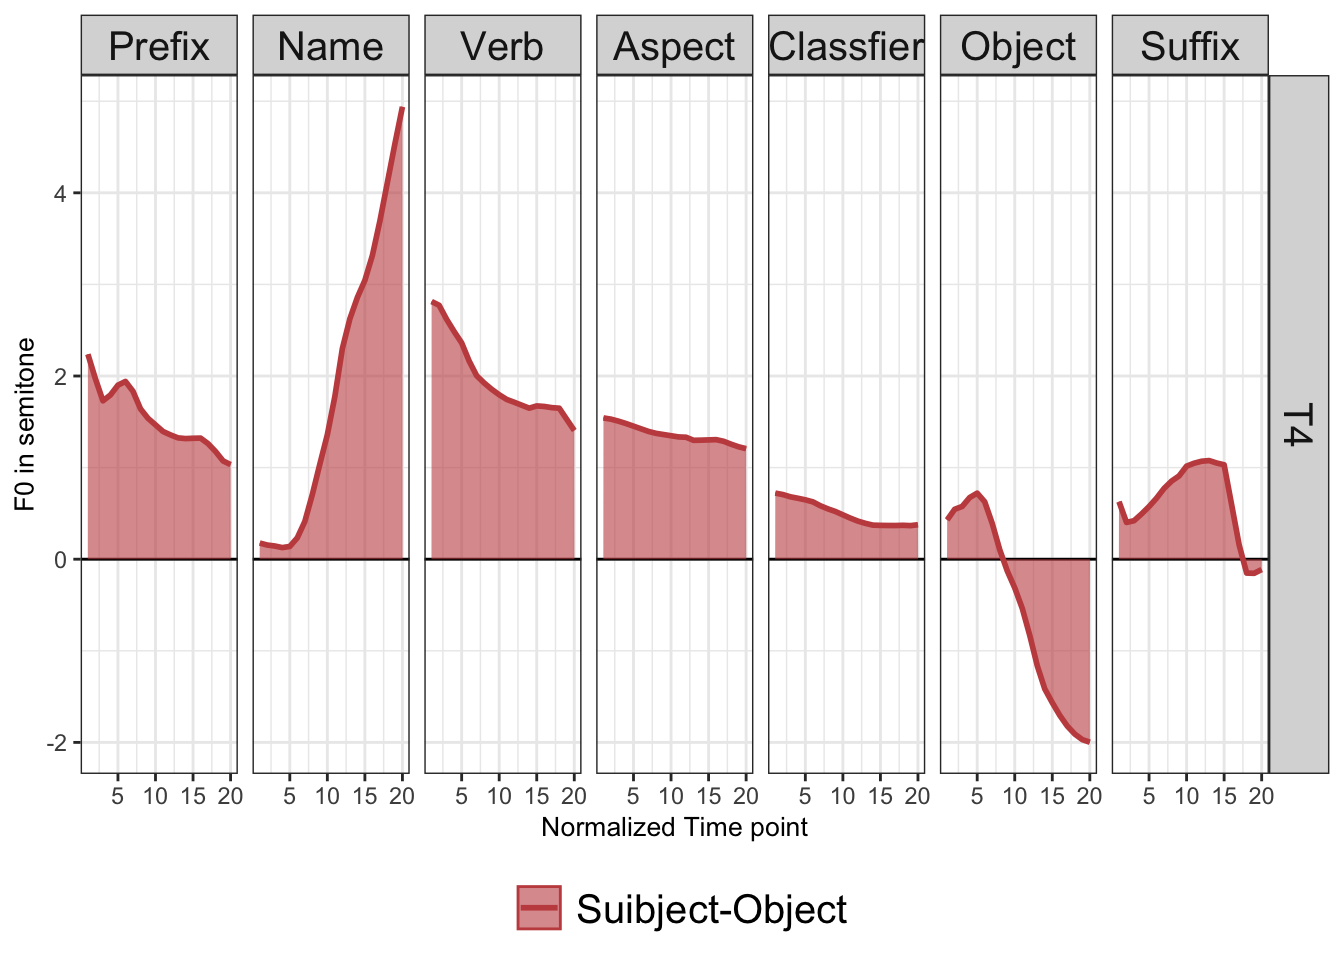 Prefix Name Verb Aspect Classfier Object Suffix
T4
F0 in semitone
4
2
0
-2
5 10 15 20 5 10 15 20 5 10 15 20 5 10 15 20 5 10 15 20 5 10 15 20 5 10 15 20
Normalized Time point
Suibject-Object